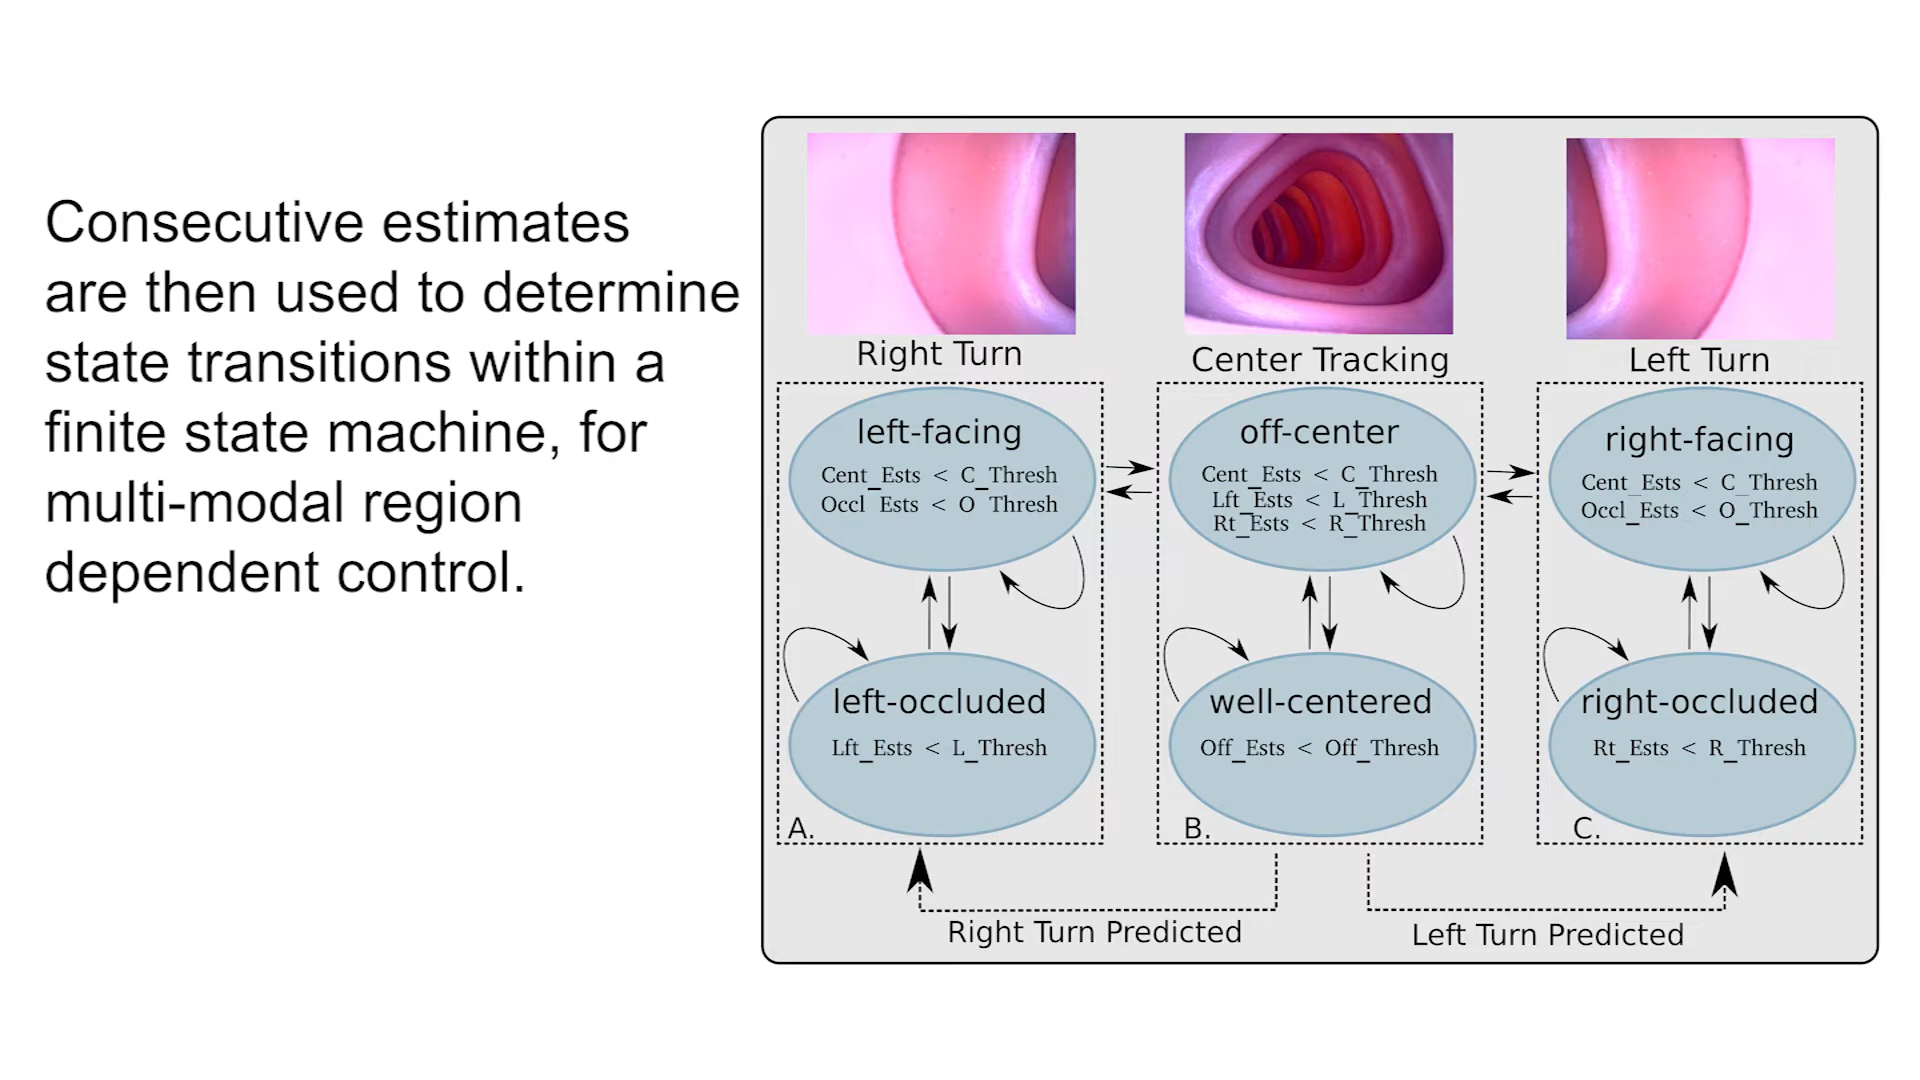 Consecutive estimates
are then used to determine
state transitions within a
finite state machine, for
multi-modal region
dependent control.
Right Turn
Center Tracking
Left Turn
left-facing
Cent_Ests < C_Thresh
Occl_Ests < O_Thresh
off-center
Cent_Ests < C_Thresh
Lft_Ests < L_Thresh
Rt_Ests < R_Thresh
right-facing
Cent_Ests < C_Thresh
Occl_Ests < O_Thresh
left-occluded
Lft_Ests < L_Thresh
well-centered
Off_Ests < Off_Thresh
right-occluded
Rt_Ests < R_Thresh
A.
B.
C.
Right Turn Predicted
Left Turn Predicted